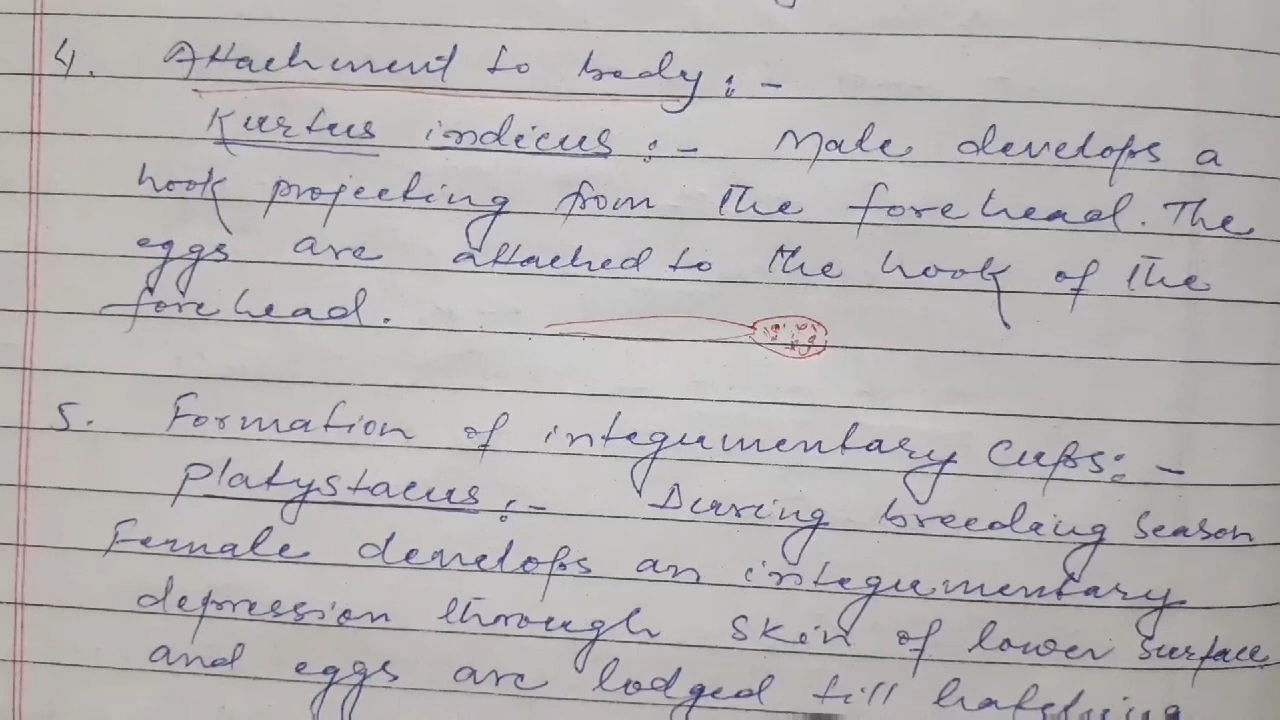 4. Attachment to body :-
Kurtus indicus :- Male develops a
hook projecting from the forehead. The
eggs are attached to the hook of the
forehead.
5. Formation of integumentary cups :-
Platystacus :- During breeding season
Female develops an integumentary
depression through skin of lower surface
and eggs are lodged till hatching